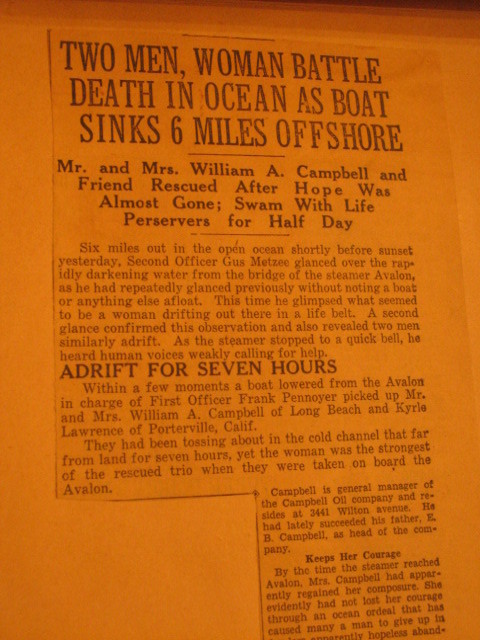 TWO MEN, WOMAN BATTLE
DEATH IN OCEAN AS BOAT
SINKS 6 MILES OFFSHORE
Mr. and Mrs. William A. Campbell and
Friend Rescued After Hope Was
Almost Gone; Swam With Life
Perservers for Half Day
Six miles out in the open ocean shortly before sunset
yesterday, Second Officer Gus Metzee glanced over the rap-
idly darkening water from the bridge of the steamer Avalon,
as he had repeatedly glanced previously without noting a boat
or anything else afloat. This time he glimpsed what seemed
to be a woman drifting out there in a life belt. A second
glance confirmed this observation and also revealed two men
similarly adrift. As the steamer stopped to a quick bell, he
heard human voices weakly calling for help.
ADRIFT FOR SEVEN HOURS
Within a few moments a boat lowered from the Avalon
in charge of First Officer Frank Pennoyer picked up Mr.
and Mrs. William A. Campbell of Long Beach and Kyrle
Lawrence of Porterville, Calif.
They had been tossing about in the cold channel that far
from land for seven hours, yet the woman was the strongest
of the rescued trio when they were taken on board the
Avalon.
Campbell is general manager of
the Campbell Oil company and re-
sides at 3441 Wilton avenue. He
had lately succeeded his father, E.
B. Campbell, as head of the com-
pany.
Keeps Her Courage
By the time the steamer reached
Avalon, Mrs. Campbell had appar-
ently regained her composure. She
evidently had not lost her courage
through an ocean ordeal that has
caused many a man to give up in
apparently hopeless aband-